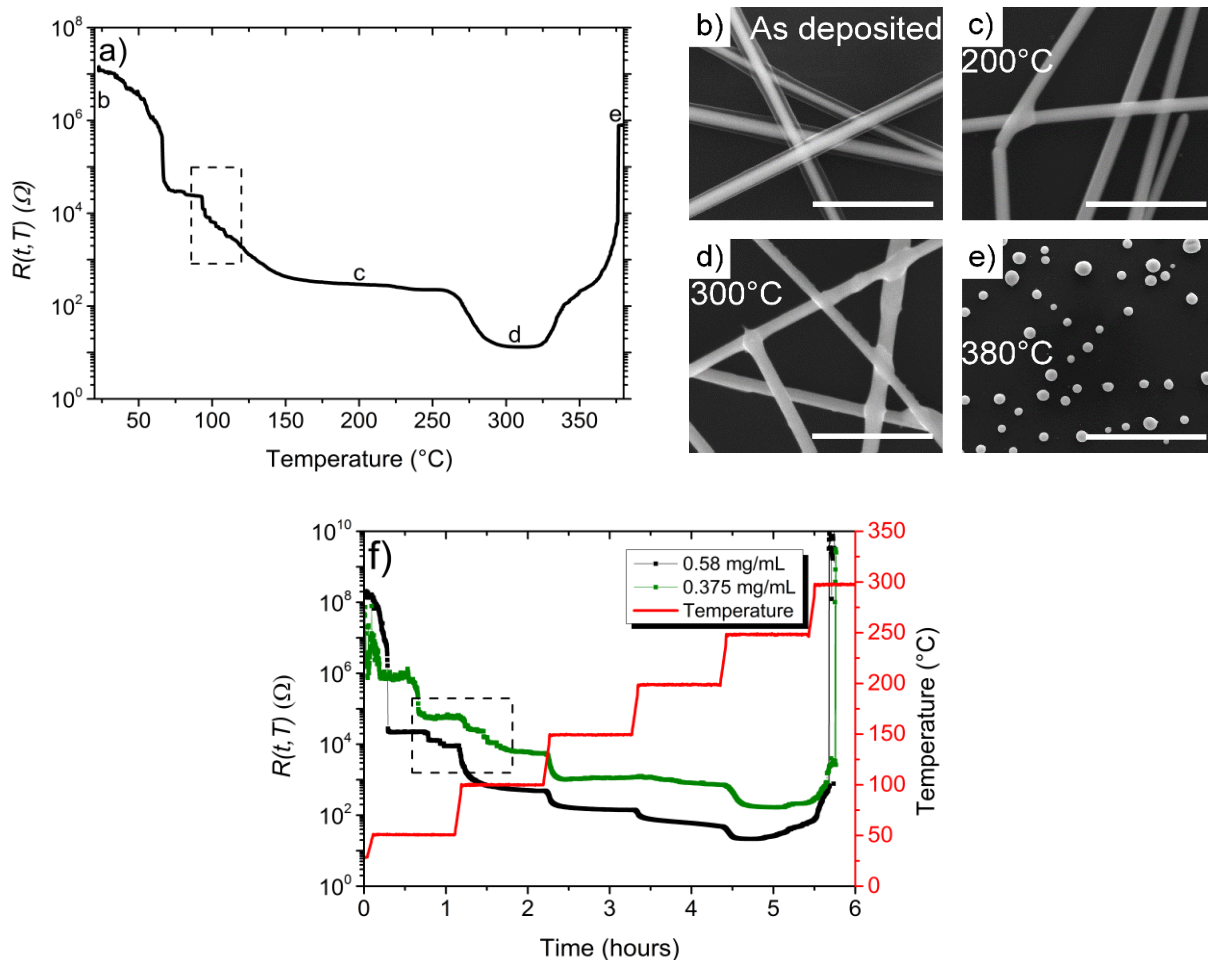 a)
10^8
10^6
10^4
10^2
10^0
R(t,T) (Ω)
b
c
d
e
50 100 150 200 250 300 350
Temperature (°C)
b) As deposited
c)
200°C
d)
300°C
e)
380°C
f)
10^10
10^8
10^6
10^4
10^2
10^0
R(t,T) (Ω)
0.58 mg/mL
0.375 mg/mL
Temperature
350
300
250
200
150
100
50
0
Temperature (°C)
0 1 2 3 4 5 6
Time (hours)